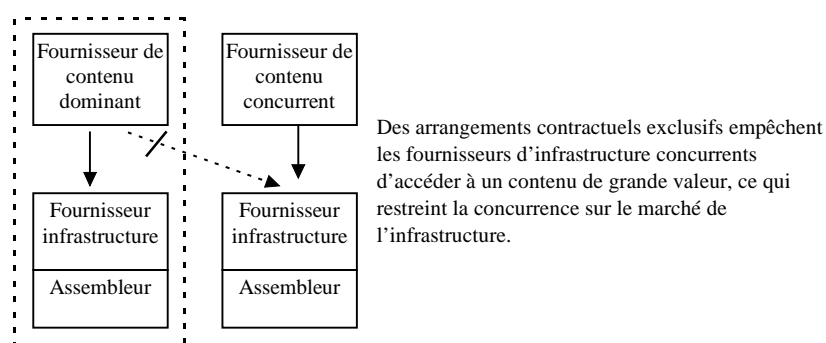 Fournisseur de
contenu
dominant
Fournisseur de
contenu
concurrent
Des arrangements contractuels exclusifs empêchent
les fournisseurs d’infrastructure concurrents
d’accéder à un contenu de grande valeur, ce qui
restreint la concurrence sur le marché de
l’infrastructure.
Fournisseur
infrastructure
Assembleur
Fournisseur
infrastructure
Assembleur